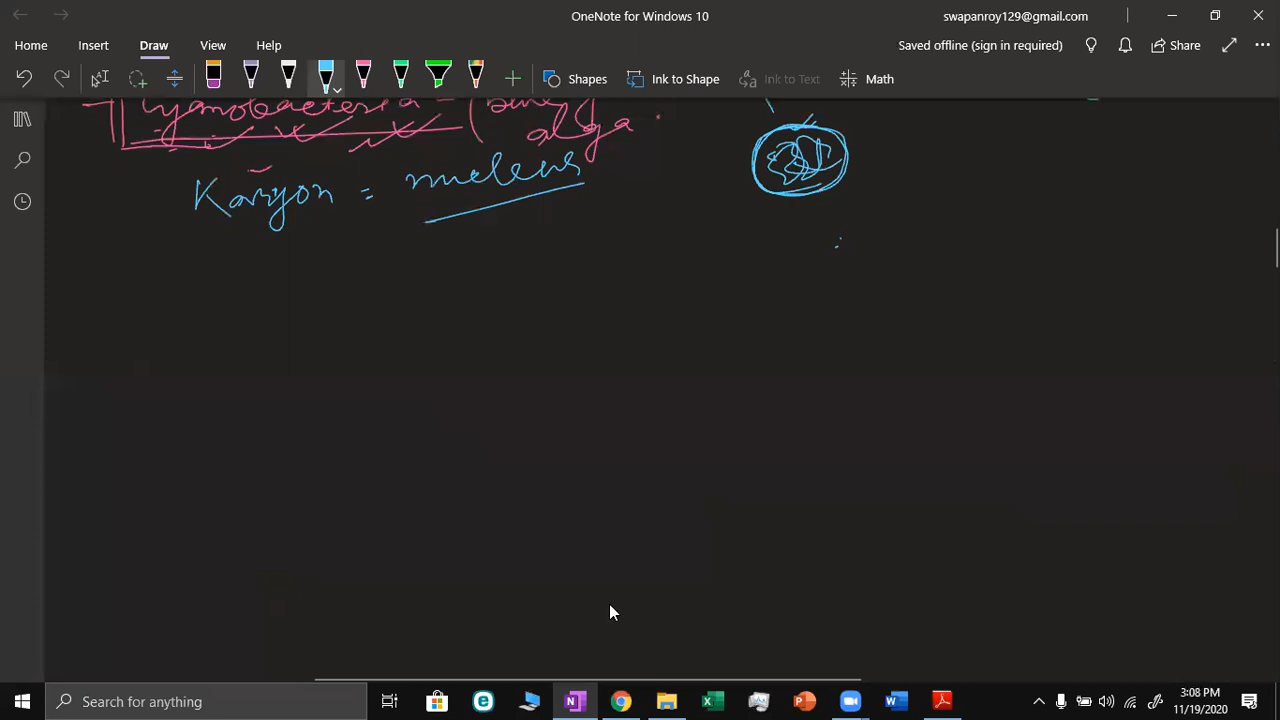 OneNote for Windows 10
swapanroy129@gmail.com
Home Insert Draw View Help
Saved offline (sign in required)
Share
Shapes
Ink to Shape
Ink to Text
Math
Cyanobacteria = (
alga
Karyon = nucleus
Search for anything
3:08 PM
11/19/2020